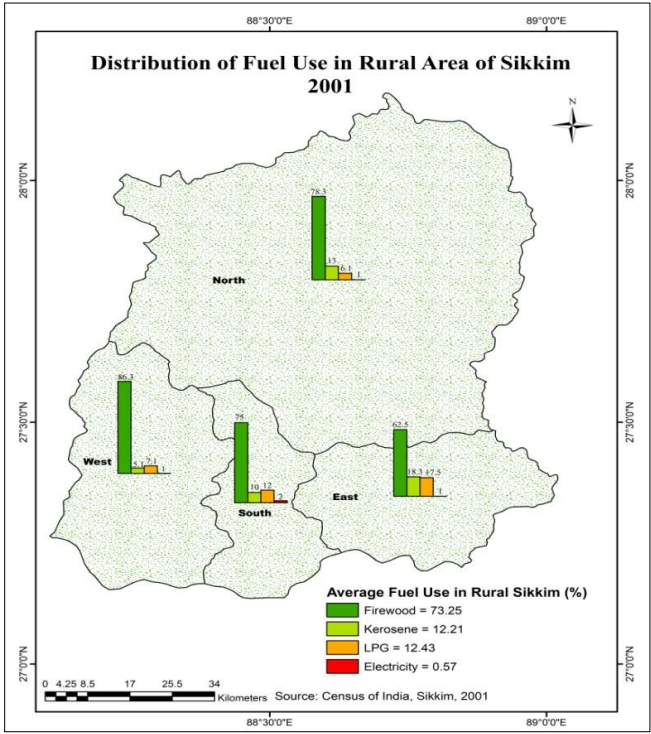 88°30'0"E 89°0'0"E
Distribution of Fuel Use in Rural Area of Sikkim
2001
N
28°0'0"N 28°0'0"N
78.3
13
6.1
1
North
27°30'0"N 27°30'0"N
86.3
5.1
7.1
1
West
75
10
12
2
South
62.5
18.3
17.5
1
East
Average Fuel Use in Rural Sikkim (%)
Firewood = 73.25
Kerosene = 12.21
LPG = 12.43
Electricity = 0.57
27°0'0"N 27°0'0"N
0 4.25 8.5 17 25.5 34
Kilometers
Source: Census of India, Sikkim, 2001
88°30'0"E 89°0'0"E